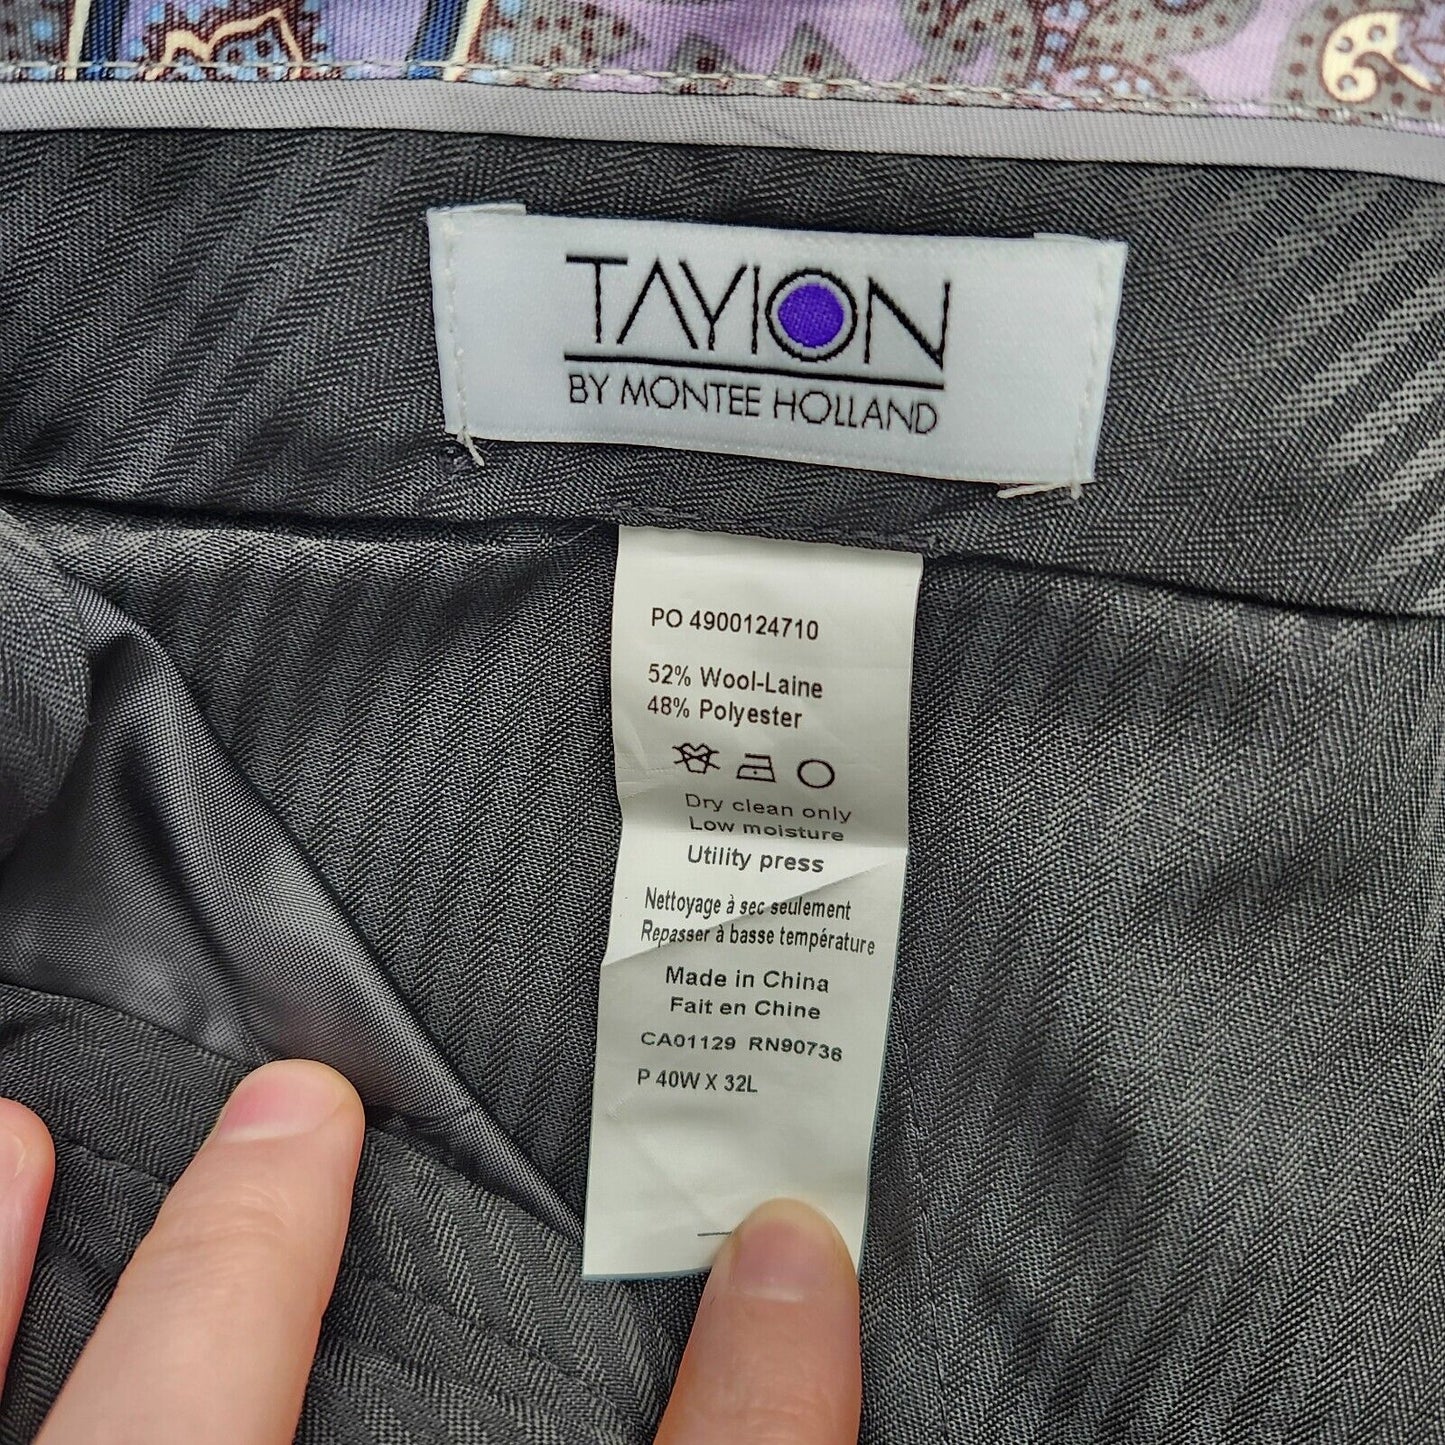 TAYION
BY MONTEE HOLLAND
PO 4900124710
52% Wool-Laine
48% Polyester
Dry clean only
Low moisture
Utility press
Nettoyage à sec seulement
Repasser à basse température
Made in China
Fait en Chine
CA01129 RN90736
P 40W X 32L